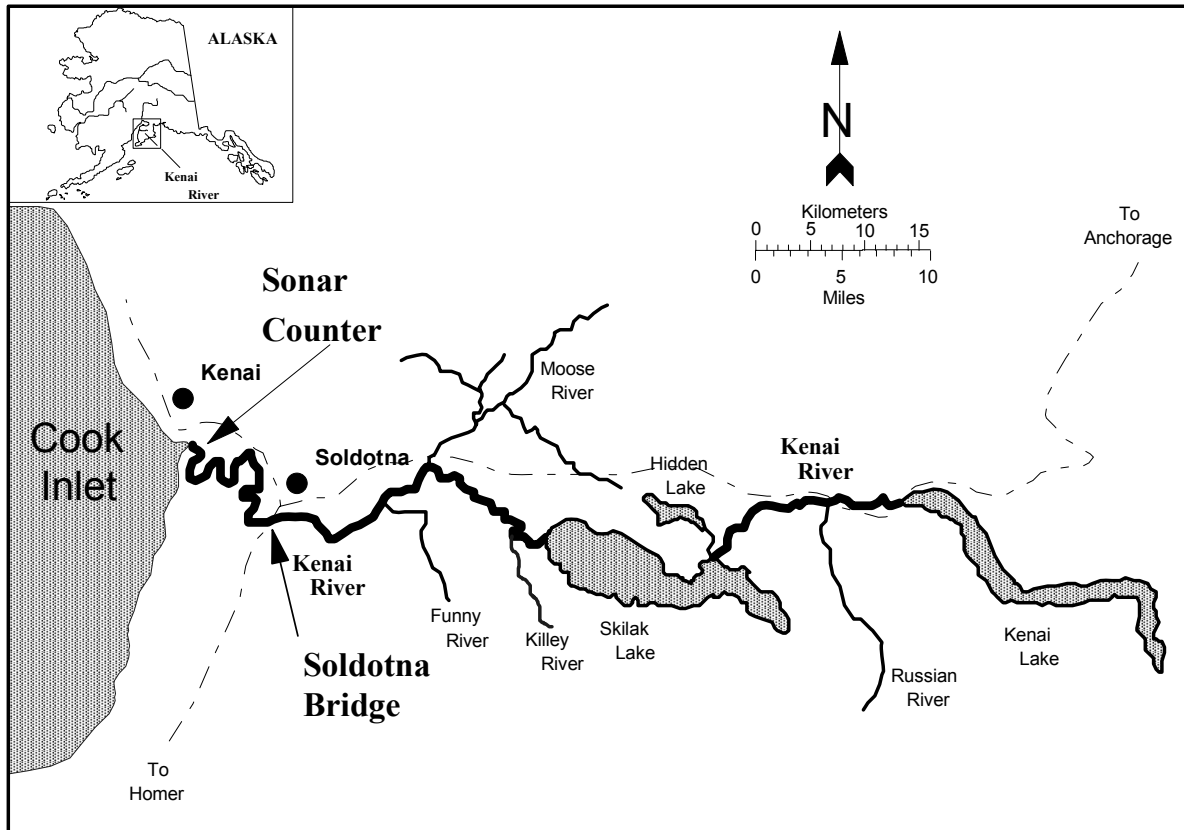 ALASKA
Kenai
River
N
Kilometers
0 5 10 15
0 5 10
Miles
To
Anchorage
Sonar
Counter
Kenai
Moose
River
Cook
Inlet
Soldotna
Hidden
Lake
Kenai
River
Kenai
River
Funny
River
Killey
River
Skilak
Lake
Kenai
Lake
Russian
River
Soldotna
Bridge
To
Homer